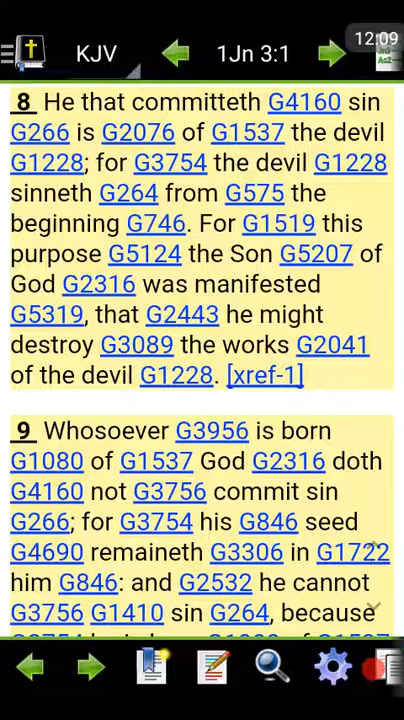 12:09
KJV 1Jn 3:1
8 He that committeth G4160 sin
G266 is G2076 of G1537 the devil
G1228; for G3754 the devil G1228
sinneth G264 from G575 the
beginning G746. For G1519 this
purpose G5124 the Son G5207 of
God G2316 was manifested
G5319, that G2443 he might
destroy G3089 the works G2041
of the devil G1228. [xref-1]
9 Whosoever G3956 is born
G1080 of G1537 God G2316 doth
G4160 not G3756 commit sin
G266; for G3754 his G846 seed
G4690 remaineth G3306 in G1722
him G846: and G2532 he cannot
G3756 G1410 sin G264, because